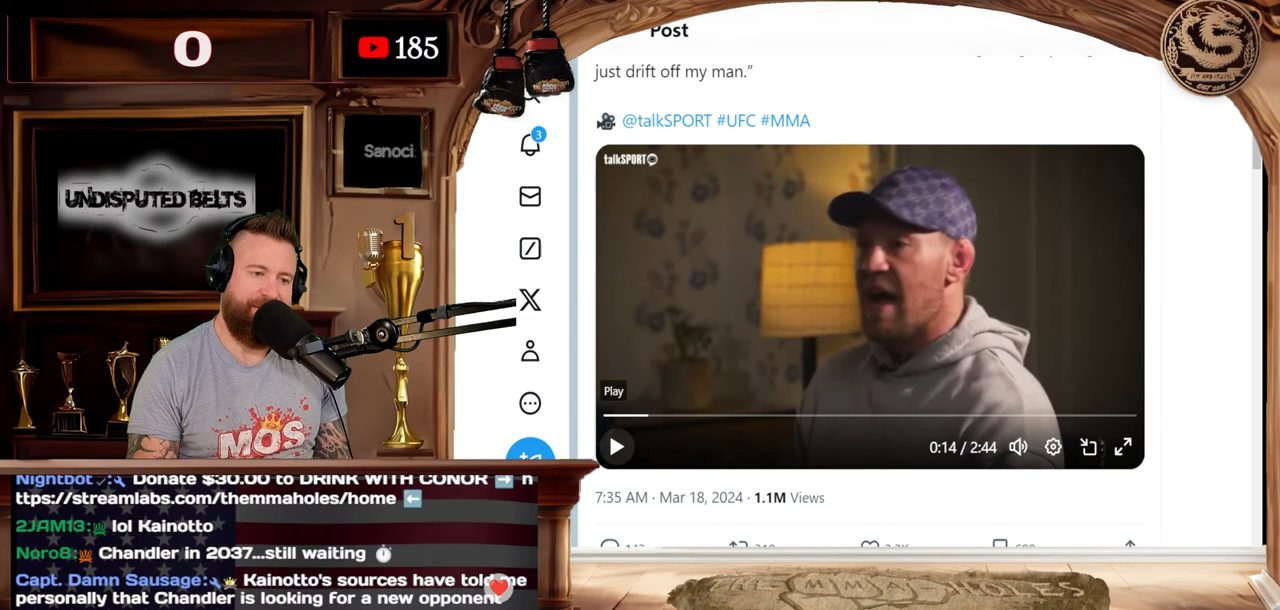 0
185
Post
just drift off my man.”
🎥 @talkSPORT #UFC #MMA
3
Sanoci
UNDISPUTED BELTS
talkSPORT
1
MOS
Play
0:14 / 2:44
7:35 AM · Mar 18, 2024 · 1.1M Views
Nightbot: Donate $30.00 to DRINK WITH CONOR ➡ h
ttps://streamlabs.com/themmaholes/home ⬅
2JAM13: lol Kainotto
Noro8: Chandler in 2037...still waiting ⏱
Capt. Damn Sausage: Kainotto's sources have told me
personally that Chandler is looking for a new opponent
THE MMA HOLES